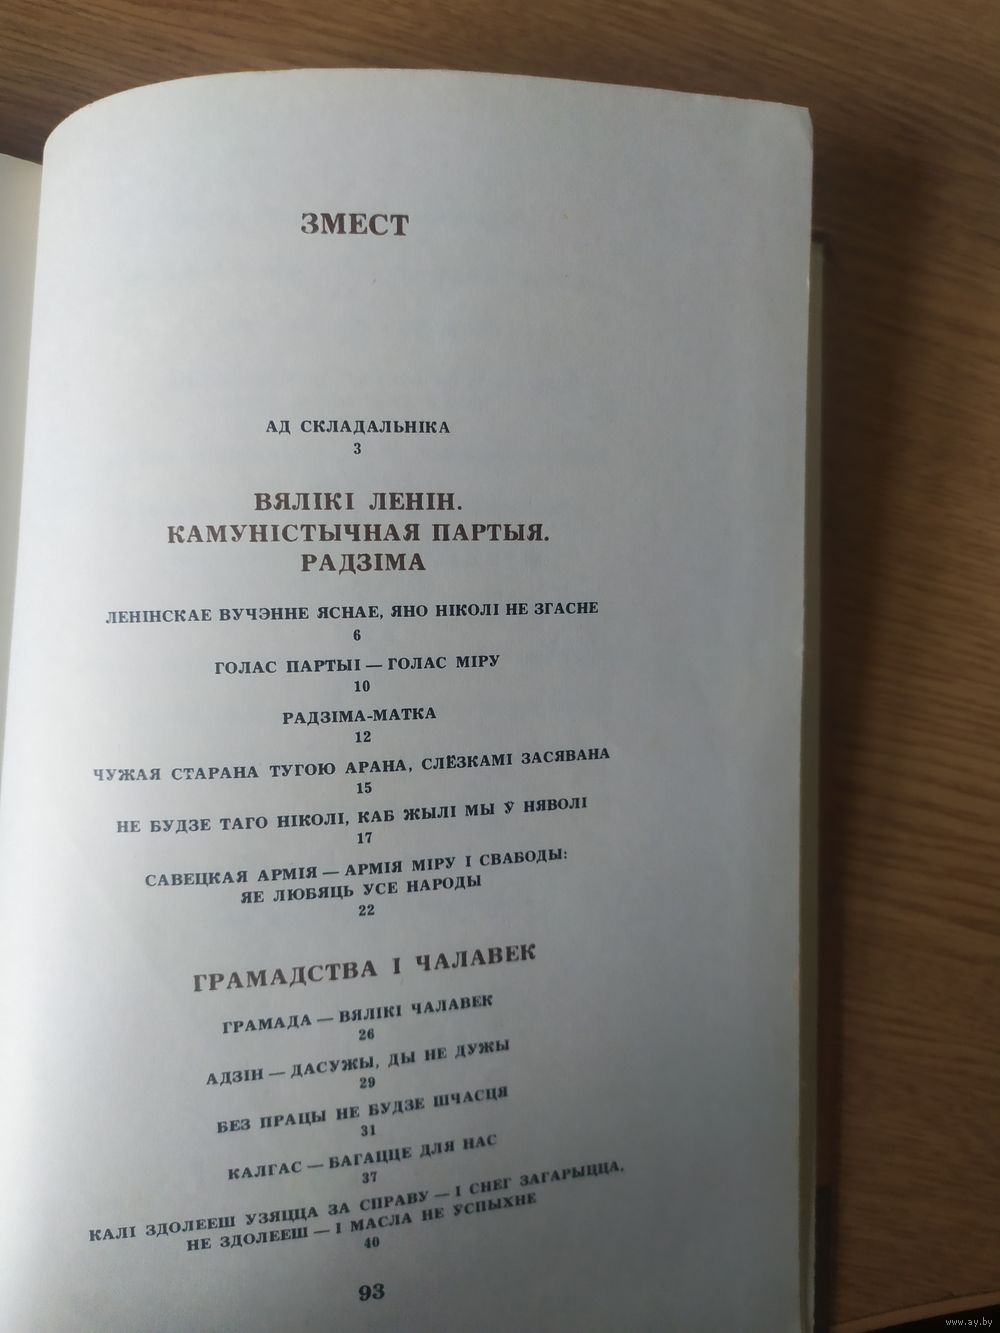 ЗМЕСТ
АД СКЛАДАЛЬНІКА
3
ВЯЛІКІ ЛЕНІН.
КАМУНІСТЫЧНАЯ ПАРТЫЯ.
РАДЗІМА
ЛЕНІНСКАЕ ВУЧЭННЕ ЯСНАЕ, ЯНО НІКОЛІ НЕ ЗГАСНЕ
6
ГОЛАС ПАРТЫІ — ГОЛАС МІРУ
10
РАДЗІМА-МАТКА
12
ЧУЖАЯ СТАРАНА ТУГОЮ АРАНА, СЛЁЗКАМІ ЗАСЯВАНА
15
НЕ БУДЗЕ ТАГО НІКОЛІ, КАБ ЖЫЛІ МЫ Ў НЯВОЛІ
17
САВЕЦКАЯ АРМІЯ — АРМІЯ МІРУ І СВАБОДЫ:
ЯЕ ЛЮБЯЦЬ УСЕ НАРОДЫ
22
ГРАМАДСТВА І ЧАЛАВЕК
ГРАМАДА — ВЯЛІКІ ЧАЛАВЕК
26
АДЗІН — ДАСУЖЫ, ДЫ НЕ ДУЖЫ
29
БЕЗ ПРАЦЫ НЕ БУДЗЕ ШЧАСЦЯ
31
КАЛГАС — БАГАЦЦЕ ДЛЯ НАС
37
КАЛІ ЗДОЛЕЕШ УЗЯЦЦА ЗА СПРАВУ — І СНЕГ ЗАГАРЫЦЦА,
НЕ ЗДОЛЕЕШ — І МАСЛА НЕ УСПЫХНЕ
40
93
www.ay.by